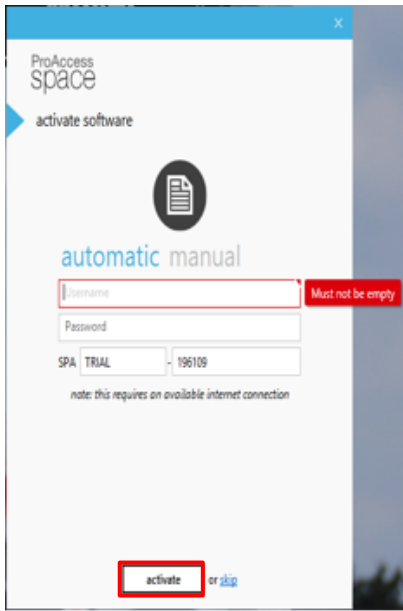 X
ProAccess
space
activate software
automatic manual
Username Must not be empty
Password
SPA TRIAL - 196109
note: this requires an available internet connection
activate or skip